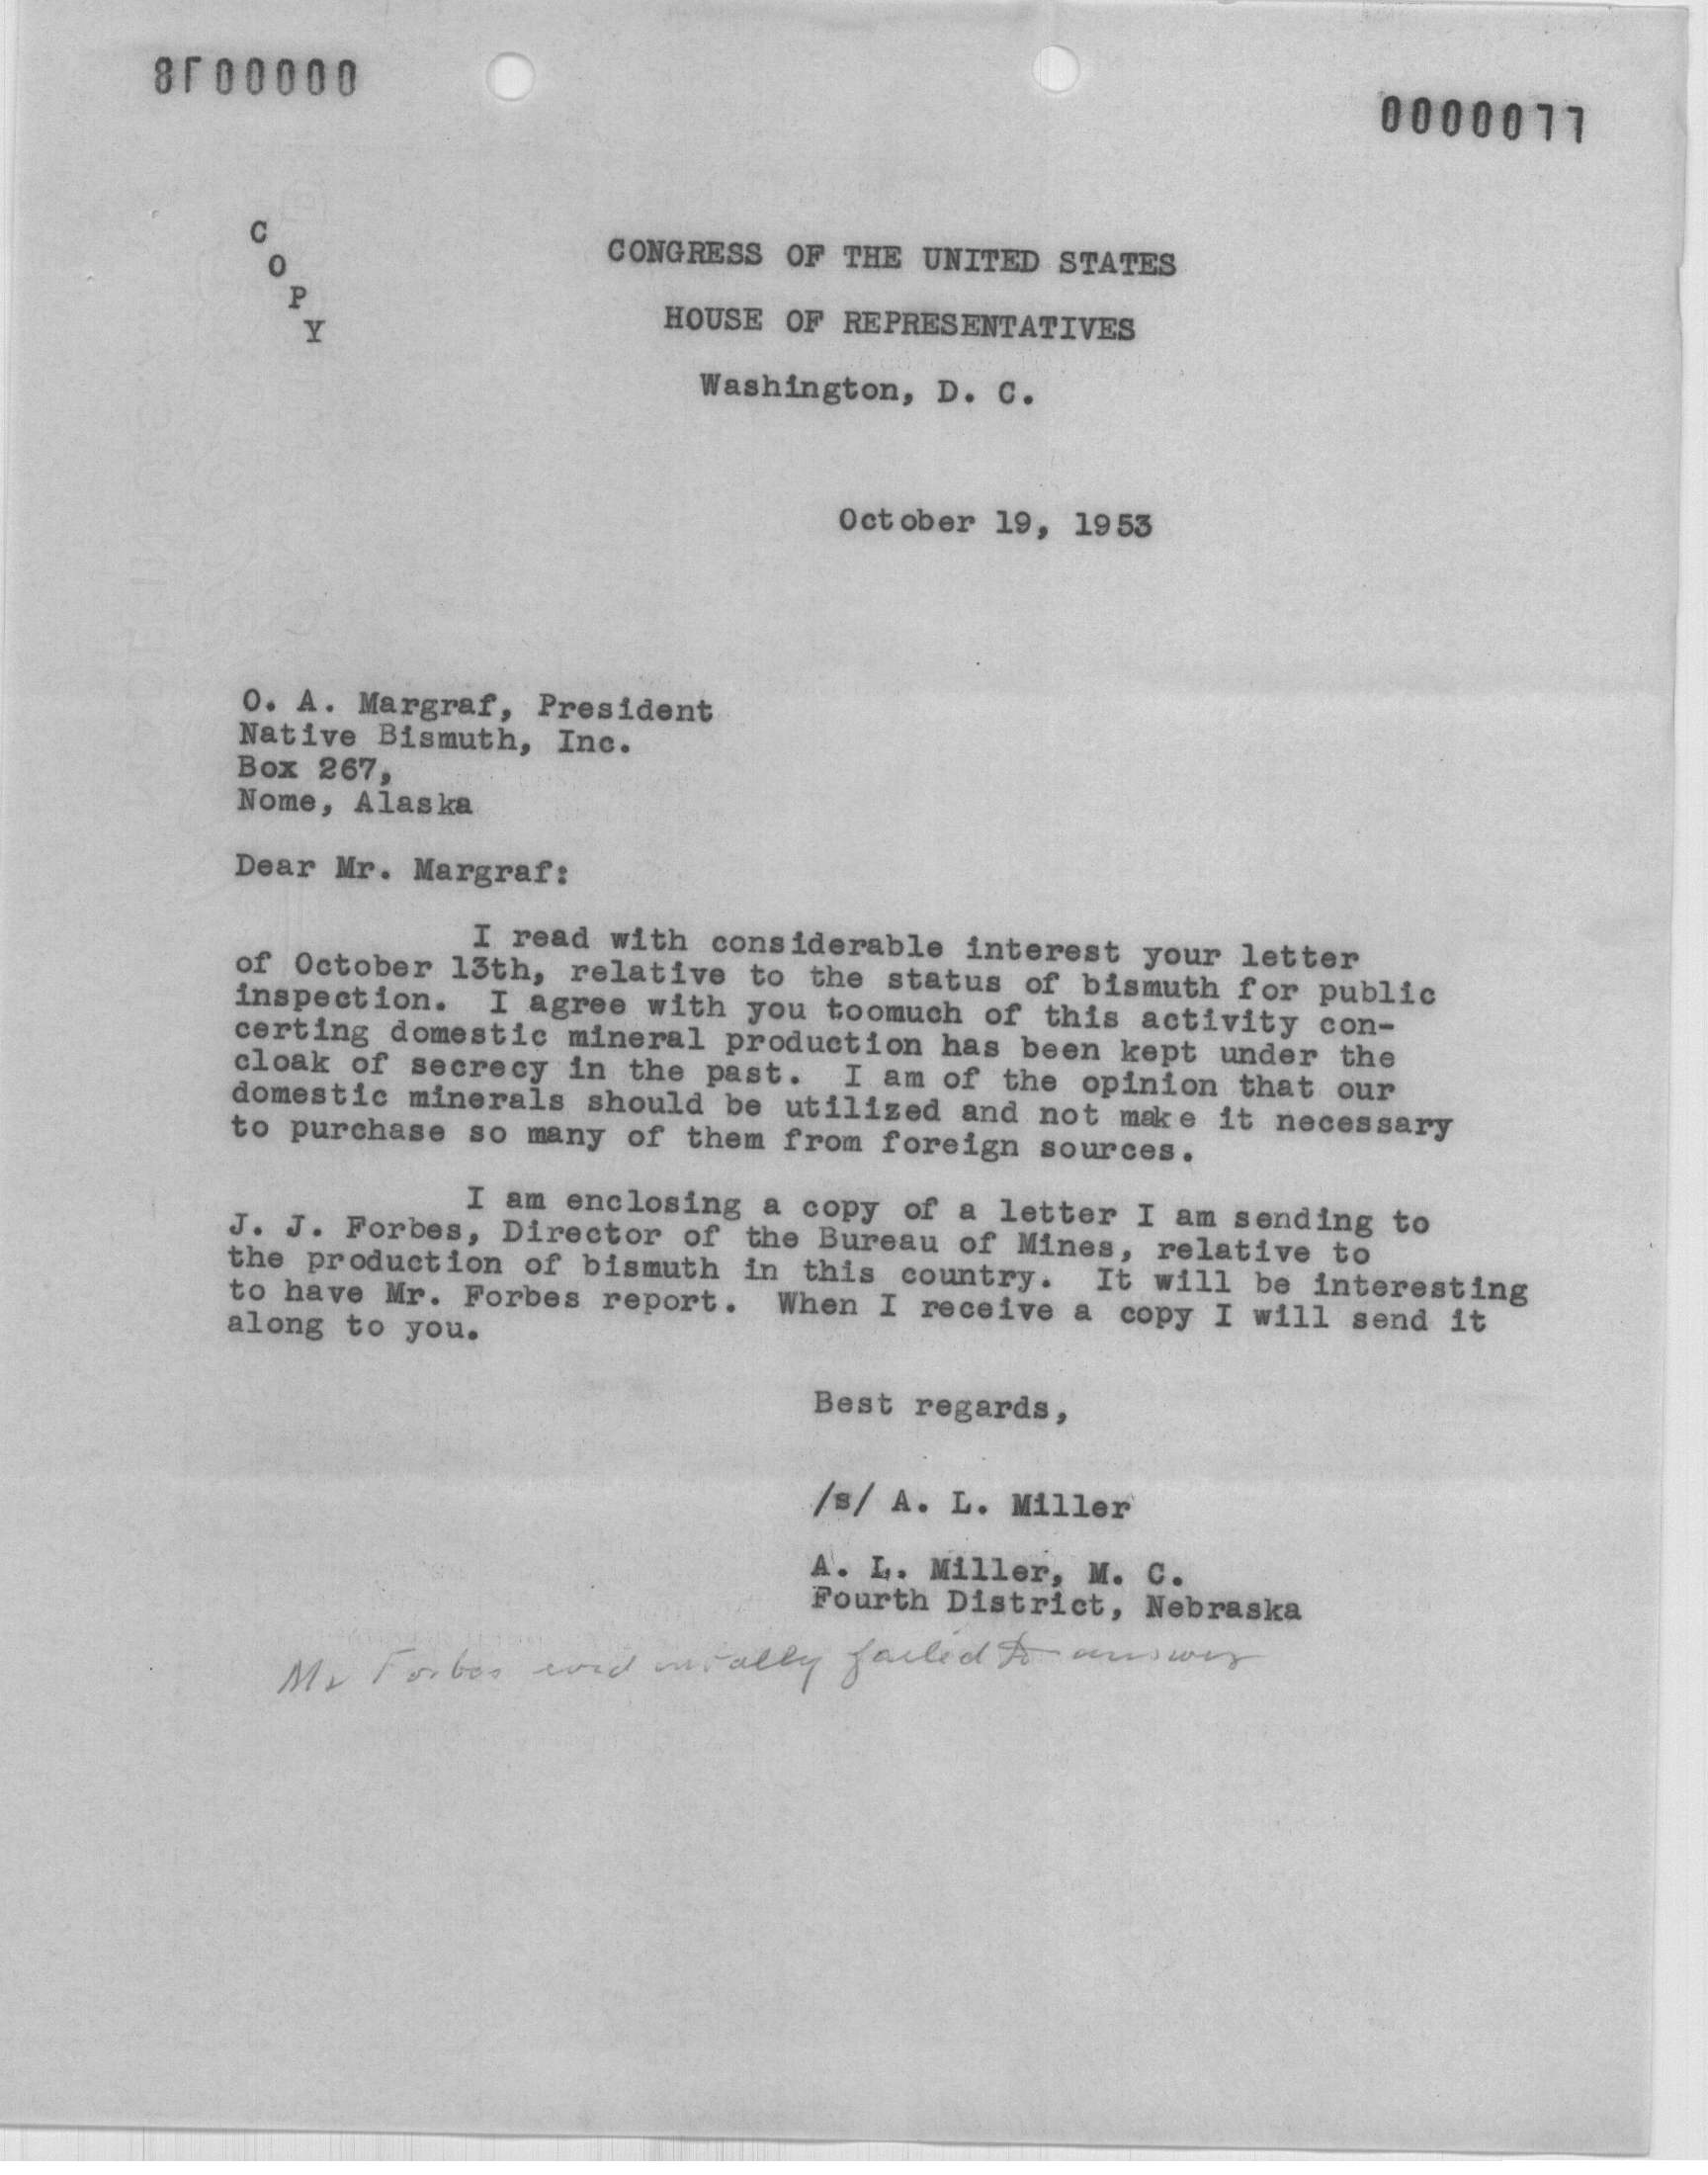 0000078
0000077
C
O
P
Y
CONGRESS OF THE UNITED STATES
HOUSE OF REPRESENTATIVES
Washington, D. C.
October 19, 1953
O. A. Margraf, President
Native Bismuth, Inc.
Box 267,
Nome, Alaska
Dear Mr. Margraf:
I read with considerable interest your letter
of October 13th, relative to the status of bismuth for public
inspection. I agree with you toomuch of this activity con-
certing domestic mineral production has been kept under the
cloak of secrecy in the past. I am of the opinion that our
domestic minerals should be utilized and not make it necessary
to purchase so many of them from foreign sources.
I am enclosing a copy of a letter I am sending to
J. J. Forbes, Director of the Bureau of Mines, relative to
the production of bismuth in this country. It will be interesting
to have Mr. Forbes report. When I receive a copy I will send it
along to you.
Best regards,
/s/ A. L. Miller
A. L. Miller, M. C.
Fourth District, Nebraska
Mr Forbes failed to answer